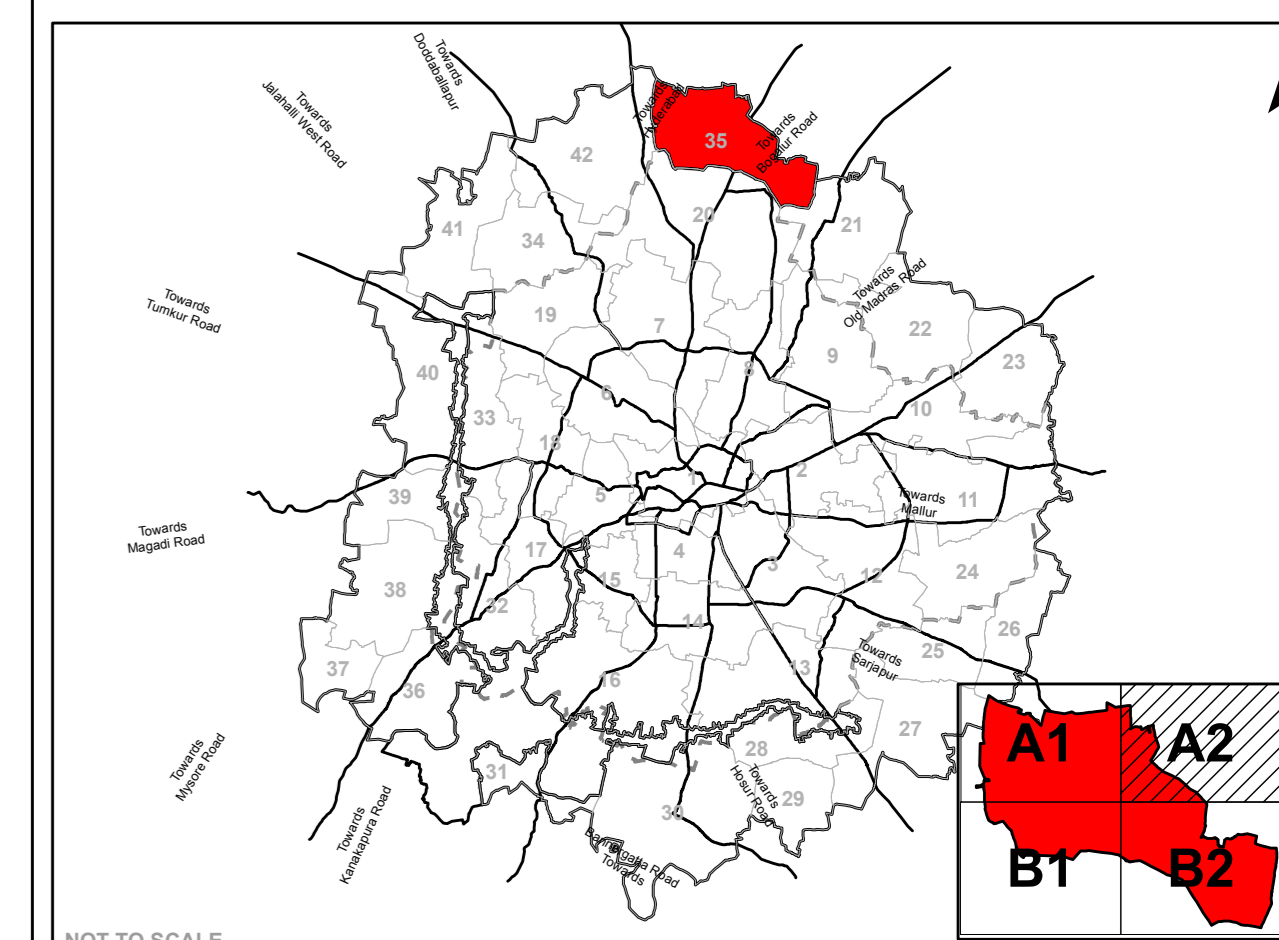 Towards
Doddaballapur
Towards
Jalahalli West Road
Towards
Hyderabad
Towards
Bogalur Road
35
42
20
21
41
34
Towards
Old Madras Road
Towards
Tumkur Road
19
7
22
9
23
8
40
6
10
33
18
2
1
5
39
Towards
Mallur
11
Towards
Magadi Road
17
4
3
15
12
24
38
32
14
26
Towards
Sarjapur
25
37
13
36
16
27
A1
A2
28
Towards
Mysore Road
31
Towards
Hosur Road
29
30
Towards
Kanakapura Road
Bannergatta Road
Towards
B1
B2
NOT TO SCALE